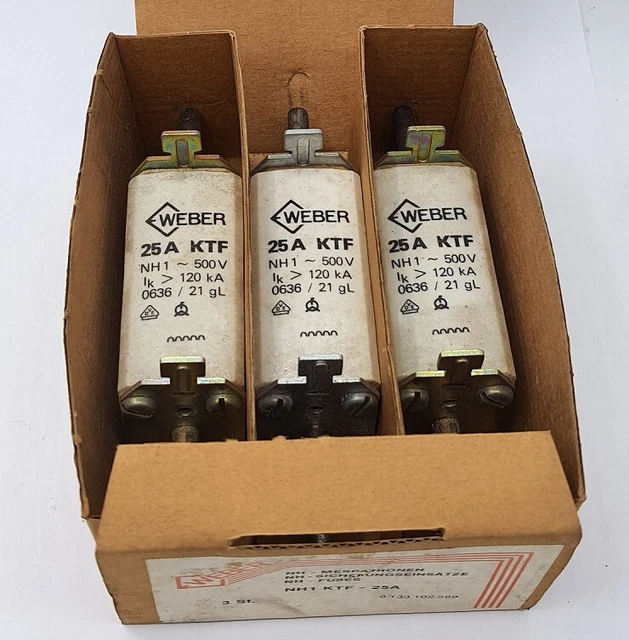 WEBER
25A KTF
NH1 ~ 500V
Ik > 120 kA
0636 / 21 gL
WEBER
25A KTF
NH1 ~ 500V
Ik > 120 kA
0636 / 21 gL
WEBER
25A KTF
NH1 ~ 500V
Ik > 120 kA
0636 / 21 gL
NH - MESPATRONEN
NH - SICHERUNGSEINSÄTZE
NH - FUSES
NH1 KTF - 25A
3 St.